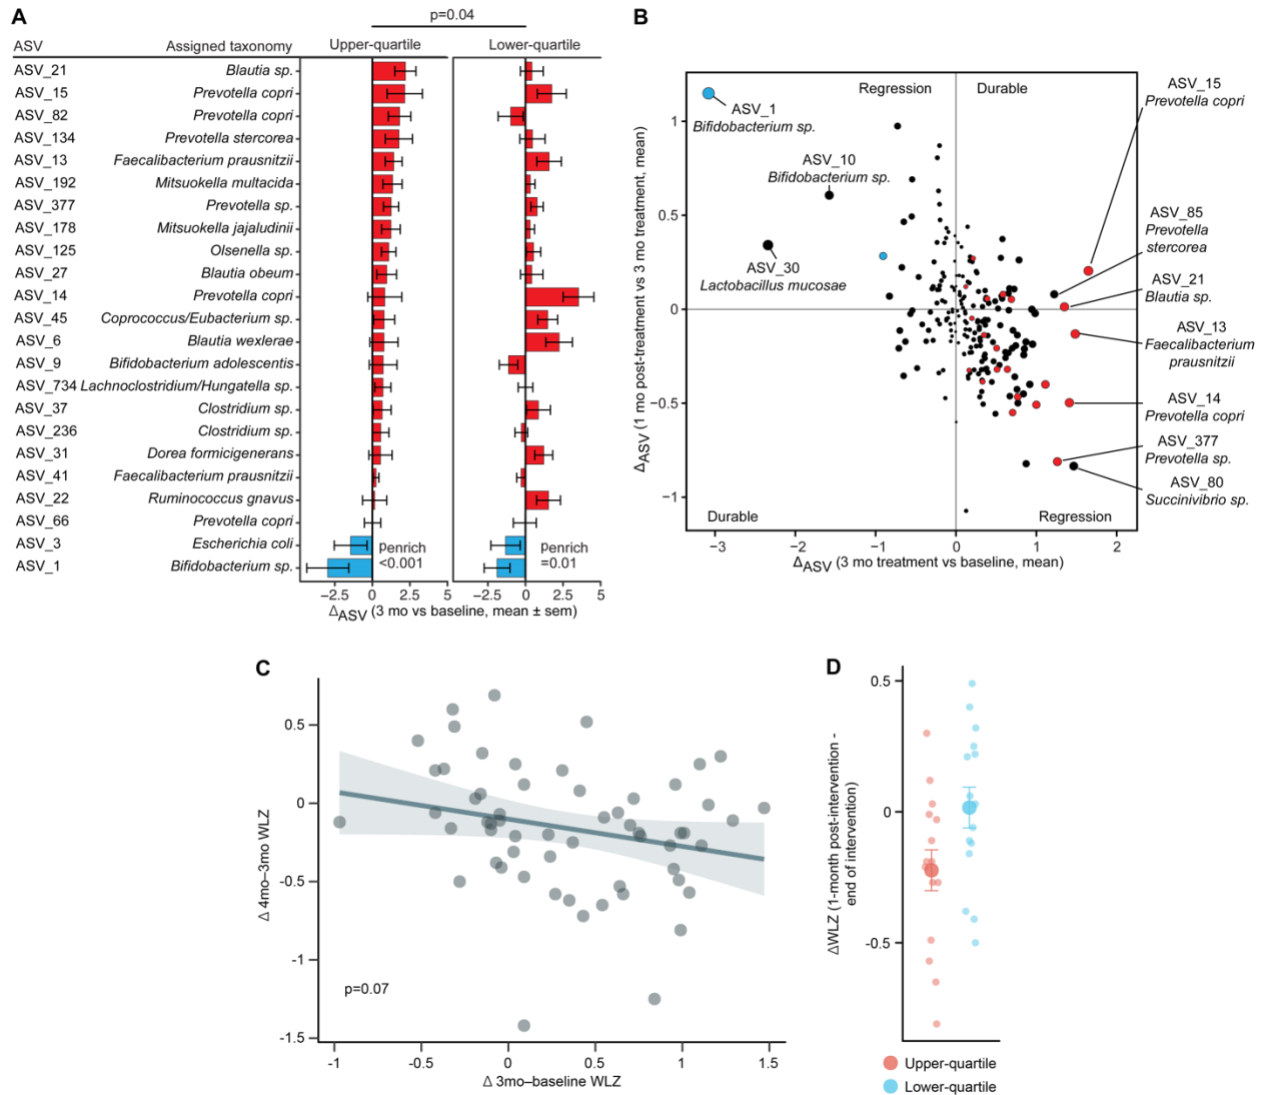 A
p=0.04
ASV Assigned taxonomy Upper-quartile Lower-quartile
ASV_21 Blautia sp.
ASV_15 Prevotella copri
ASV_82 Prevotella copri
ASV_134 Prevotella stercorea
ASV_13 Faecalibacterium prausnitzii
ASV_192 Mitsuokella multacida
ASV_377 Prevotella sp.
ASV_178 Mitsuokella jajaludinii
ASV_125 Olsenella sp.
ASV_27 Blautia obeum
ASV_14 Prevotella copri
ASV_45 Coprococcus/Eubacterium sp.
ASV_6 Blautia wexlerae
ASV_9 Bifidobacterium adolescentis
ASV_734 Lachnoclostridium/Hungatella sp.
ASV_37 Clostridium sp.
ASV_236 Clostridium sp.
ASV_31 Dorea formicigenerans
ASV_41 Faecalibacterium prausnitzii
ASV_22 Ruminococcus gnavus
ASV_66 Prevotella copri
ASV_3 Escherichia coli
ASV_1 Bifidobacterium sp.
penrich
<0.001
penrich
=0.01
−2.5 0 2.5 5 −2.5 0 2.5 5
ΔASV (3 mo vs baseline, mean ± sem)
B
Regression Durable
ASV_1
Bifidobacterium sp.
ASV_10
Bifidobacterium sp.
ASV_30
Lactobacillus mucosae
ASV_15
Prevotella copri
ASV_85
Prevotella
stercorea
ASV_21
Blautia sp.
ASV_13
Faecalibacterium
prausnitzii
ASV_14
Prevotella copri
ASV_377
Prevotella sp.
ASV_80
Succinivibrio sp.
Durable Regression
1
0.5
0
−0.5
−1
ΔASV (1 mo post-treatment vs 3 mo treatment, mean)
−3 −2 −1 0 1 2
ΔASV (3 mo treatment vs baseline, mean)
C
0.5
0
-0.5
-1
-1.5
Δ 4mo–3mo WLZ
p=0.07
-1 -0.5 0 0.5 1 1.5
Δ 3mo–baseline WLZ
D
0.5
0
-0.5
ΔWLZ (1-month post-intervention -
end of intervention)
Upper-quartile
Lower-quartile